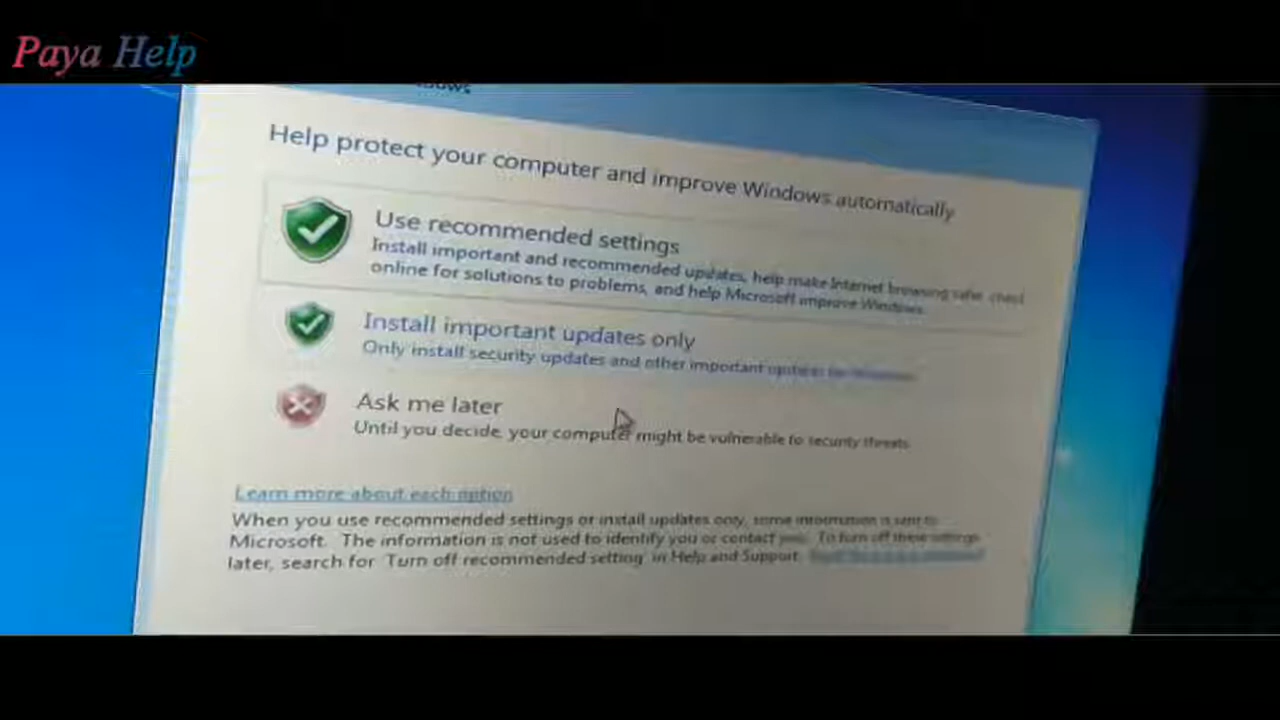 Paya Help
Help protect your computer and improve Windows automatically
Use recommended settings
Install important and recommended updates, help make Internet browsing safer, check
online for solutions to problems, and help Microsoft improve Windows.
Install important updates only
Only install security updates and other important updates for Windows.
Ask me later
Until you decide, your computer might be vulnerable to security threats.
Learn more about each option
When you use recommended settings or install updates only, some information is sent to
Microsoft. The information is not used to identify you or contact you. To turn off these settings
later, search for 'Turn off recommended setting' in Help and Support.